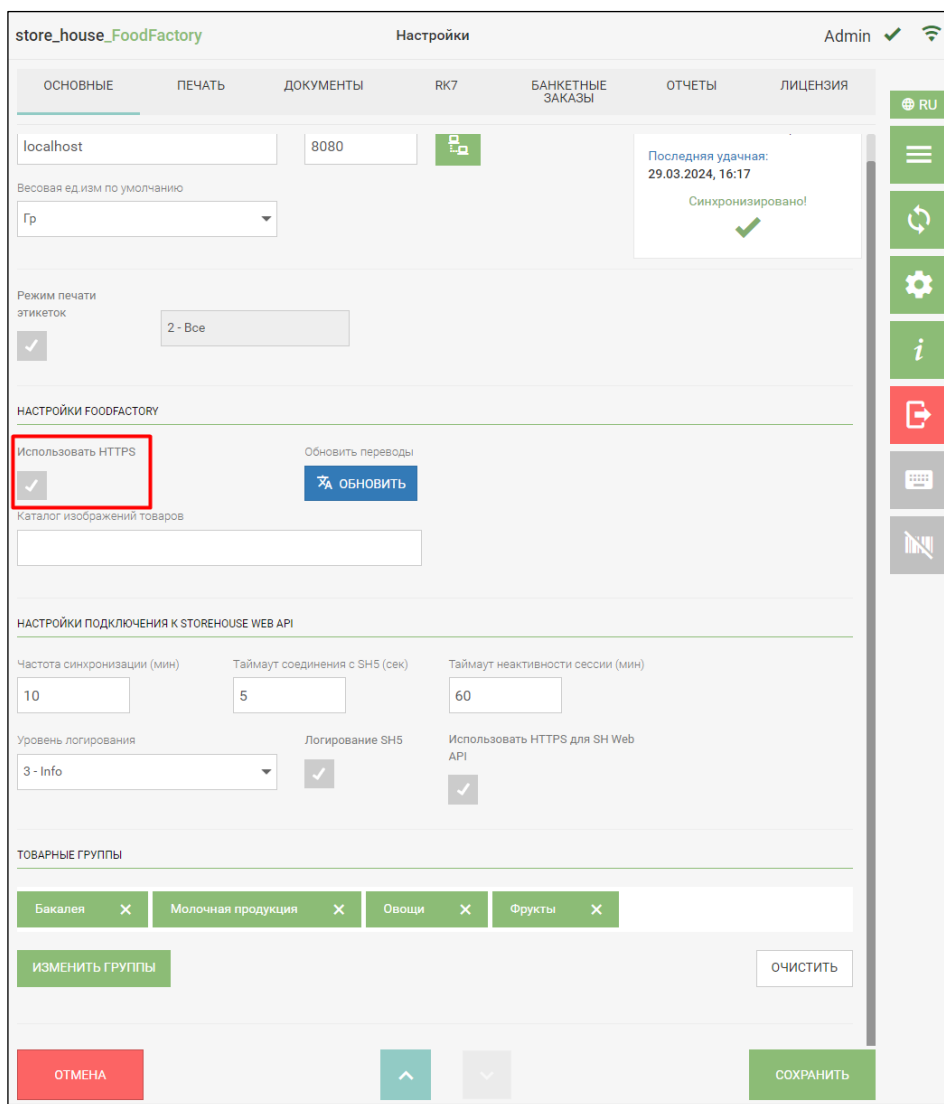 store_house_FoodFactory Настройки Admin
ОСНОВНЫЕ ПЕЧАТЬ ДОКУМЕНТЫ RK7 БАНКЕТНЫЕ ЗАКАЗЫ ОТЧЕТЫ ЛИЦЕНЗИЯ
RU
localhost 8080
Последняя удачная:
29.03.2024, 16:17
Синхронизировано!
Весовая ед.изм по умолчанию
Гр
Режим печати
этикеток
2 - Все
НАСТРОЙКИ FOODFACTORY
Использовать HTTPS Обновить переводы
ОБНОВИТЬ
Каталог изображений товаров
НАСТРОЙКИ ПОДКЛЮЧЕНИЯ К STOREHOUSE WEB API
Частота синхронизации (мин) Таймаут соединения с SH5 (сек) Таймаут неактивности сессии (мин)
10 5 60
Уровень логирования Логирование SH5 Использовать HTTPS для SH Web
API
3 - Info
ТОВАРНЫЕ ГРУППЫ
Бакалея Молочная продукция Овощи Фрукты
ИЗМЕНИТЬ ГРУППЫ ОЧИСТИТЬ
ОТМЕНА СОХРАНИТЬ